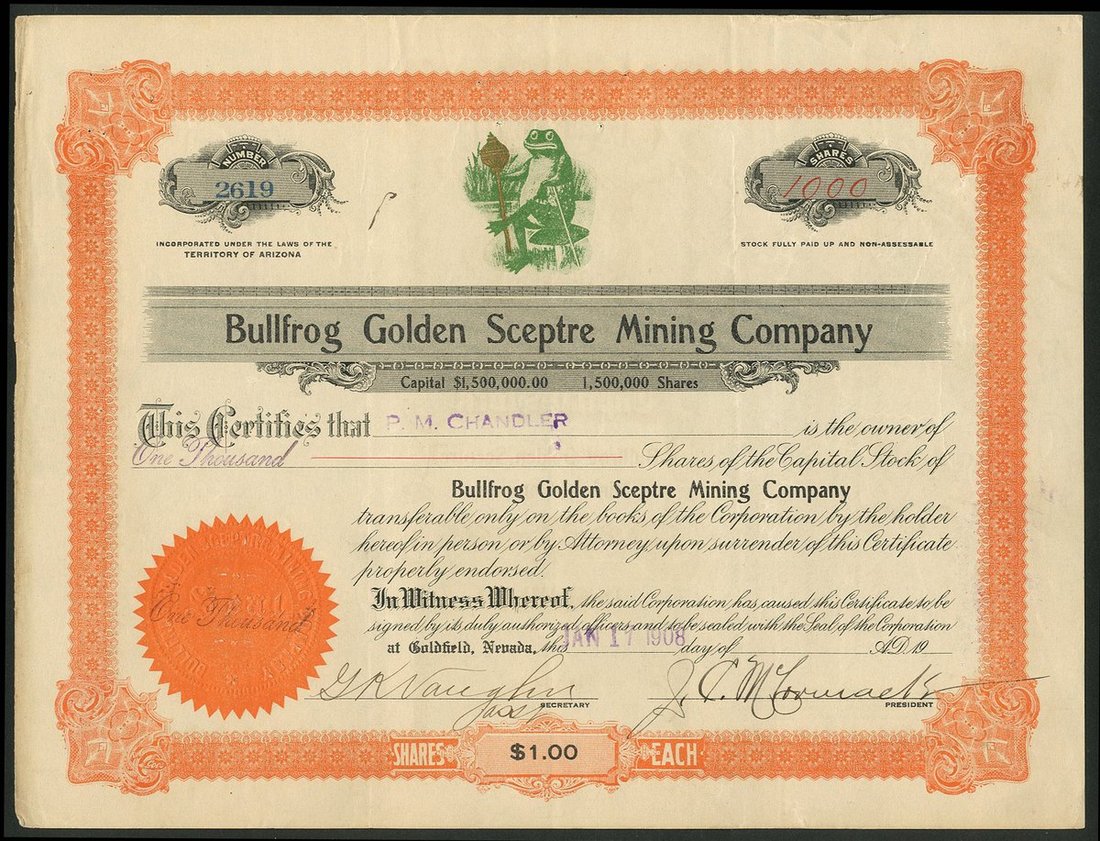 NUMBER
2619
SHARES
1000
INCORPORATED UNDER THE LAWS OF THE
TERRITORY OF ARIZONA
STOCK FULLY PAID UP AND NON-ASSESSABLE
Bullfrog Golden Sceptre Mining Company
Capital $1,500,000.00 1,500,000 Shares
This Certifies that P. M. CHANDLER is the owner of
One Thousand Shares of the Capital Stock of
Bullfrog Golden Sceptre Mining Company
transferable only on the books of the Corporation by the holder
hereof in person or by Attorney upon surrender of this Certificate
properly endorsed.
In Witness Whereof, the said Corporation has caused this Certificate to be
signed by its duly authorized officers and to be sealed with the Seal of the Corporation
at Goldfield, Nevada, this JAN 17 1908 day of A.D. 19
One Thousand
G R Vaughn
SECRETARY
J. C. McCormack
PRESIDENT
SHARES $1.00 EACH